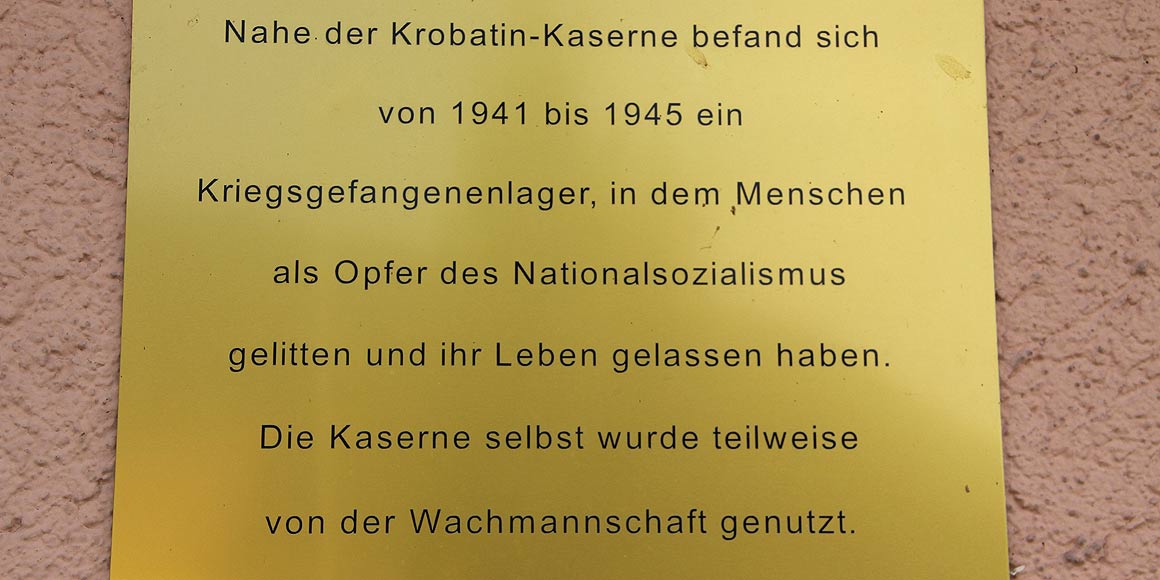 Nahe der Krobatin-Kaserne befand sich
von 1941 bis 1945 ein
Kriegsgefangenenlager, in dem Menschen
als Opfer des Nationalsozialismus
gelitten und ihr Leben gelassen haben.
Die Kaserne selbst wurde teilweise
von der Wachmannschaft genutzt.